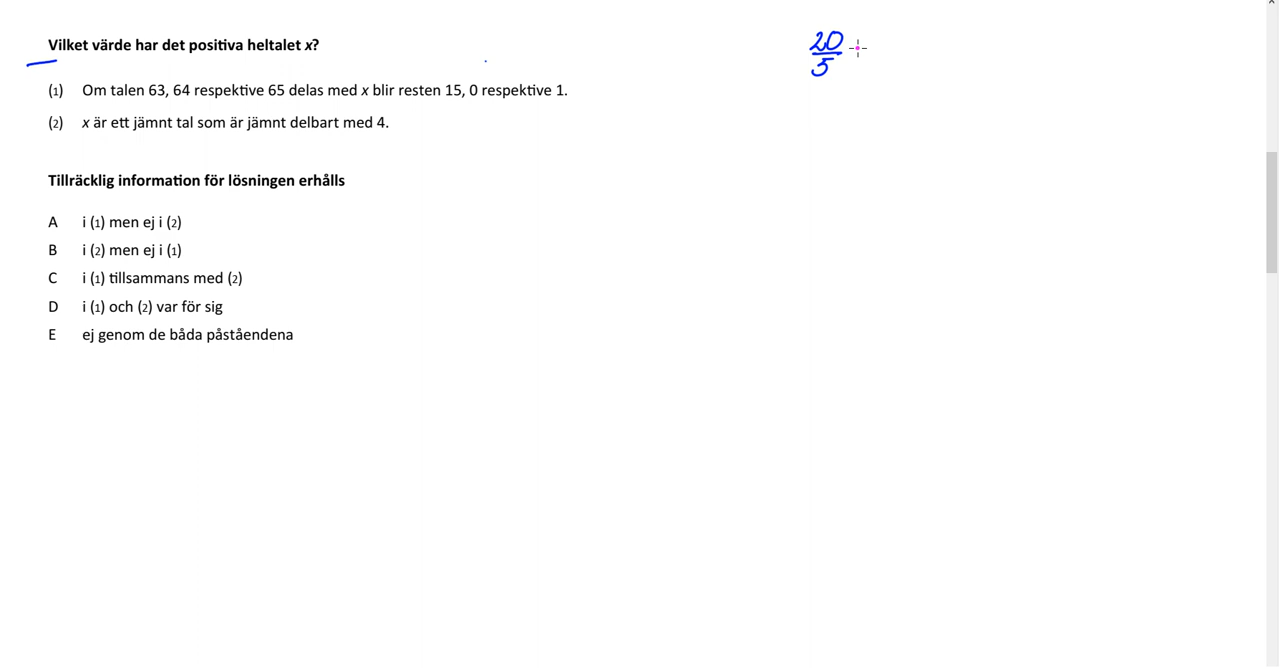 Vilket värde har det positiva heltalet x?
(1) Om talen 63, 64 respektive 65 delas med x blir resten 15, 0 respektive 1.
(2) x är ett jämnt tal som är jämnt delbart med 4.
Tillräcklig information för lösningen erhålls
A i (1) men ej i (2)
B i (2) men ej i (1)
C i (1) tillsammans med (2)
D i (1) och (2) var för sig
E ej genom de båda påståendena
20
5